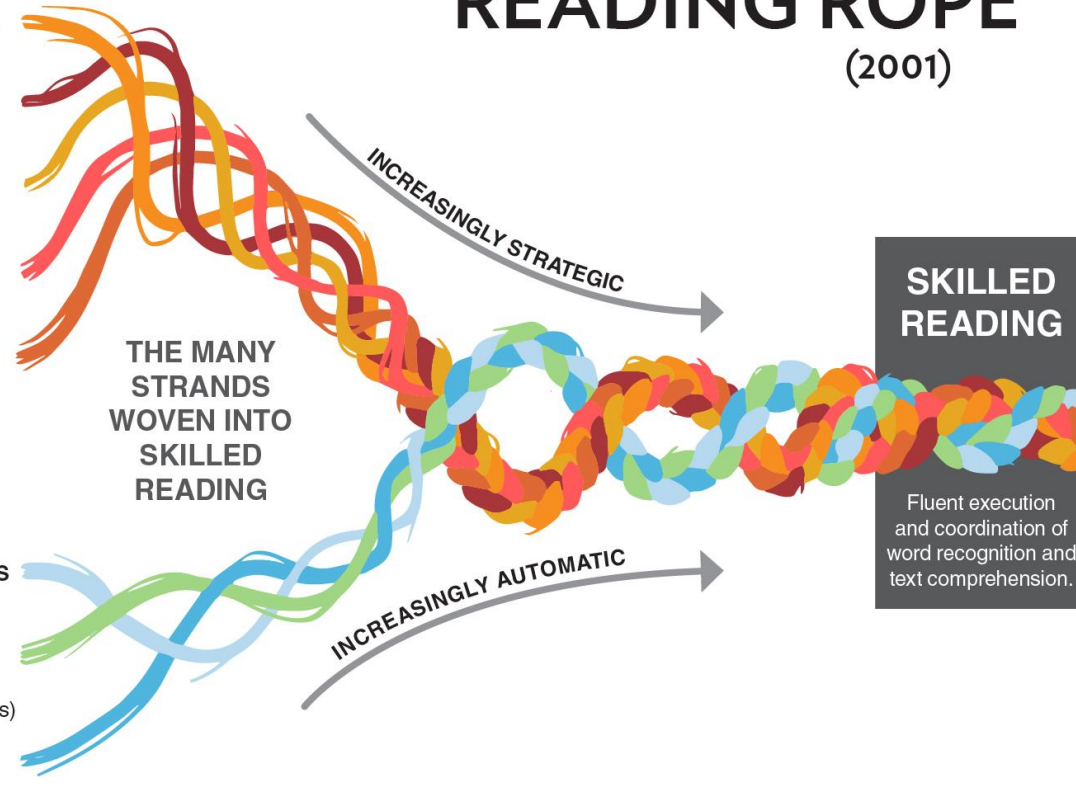 READING ROPE
(2001)
INCREASINGLY STRATEGIC
SKILLED
READING
THE MANY
STRANDS
WOVEN INTO
SKILLED
READING
Fluent execution
and coordination of
word recognition and
text comprehension.
INCREASINGLY AUTOMATIC
S
s)